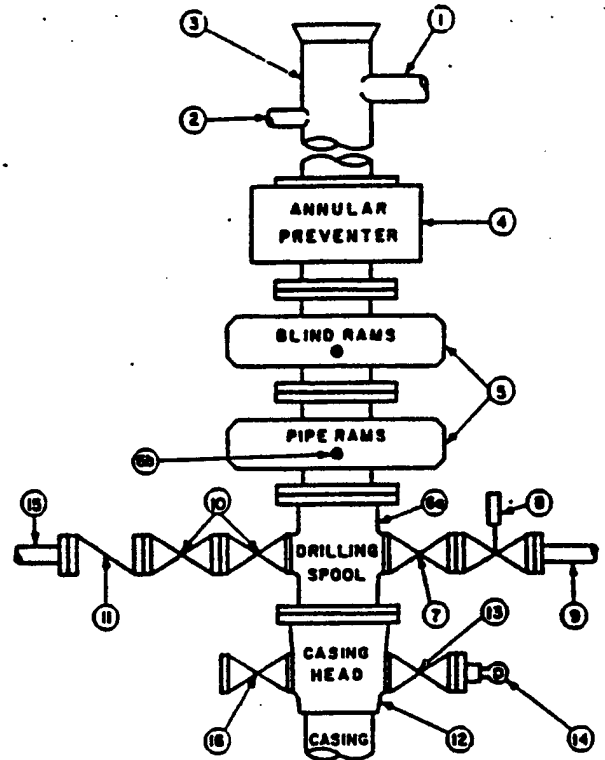 3
1
2
ANNULAR
PREVENTER
4
BLIND RAMS
5
PIPE RAMS
6b
15
10
6a
8
DRILLING
SPOOL
11
7
9
13
CASING
HEAD
16
12
14
CASING